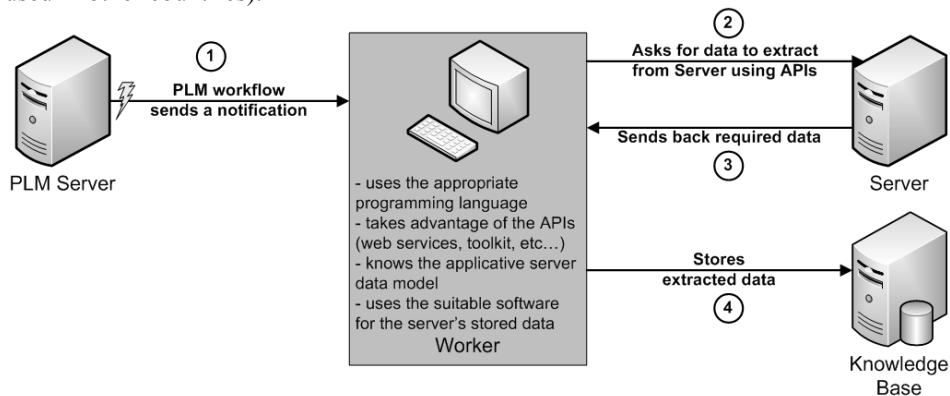 1
PLM workflow
sends a notification
PLM Server
2
Asks for data to extract
from Server using APIs
Sends back required data
3
Server
- uses the appropriate
programming language
- takes advantage of the APIs
(web services, toolkit, etc…)
- knows the applicative server
data model
- uses the suitable software
for the server's stored data
Worker
Stores
extracted data
4
Knowledge
Base